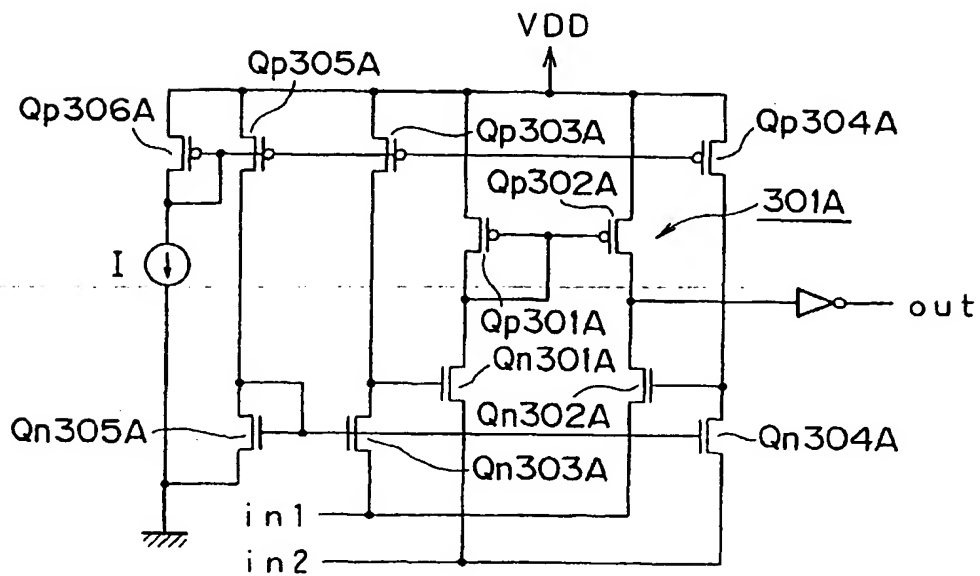 VDD
Qp305A
Qp306A
Qp303A
Qp304A
Qp302A
301A
I
out
Qp301A
Qn301A
Qn302A
Qn305A
Qn304A
Qn303A
in1
in2